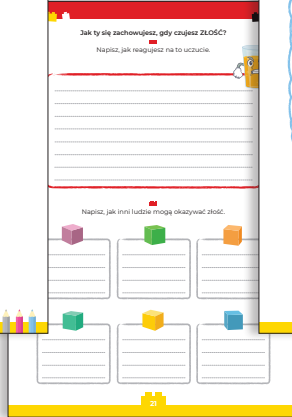 Jak ty się zachowujesz, gdy czujesz ZŁOŚĆ?
Napisz, jak reagujesz na to uczucie.
Napisz, jak inni ludzie mogą okazywać złość.
21